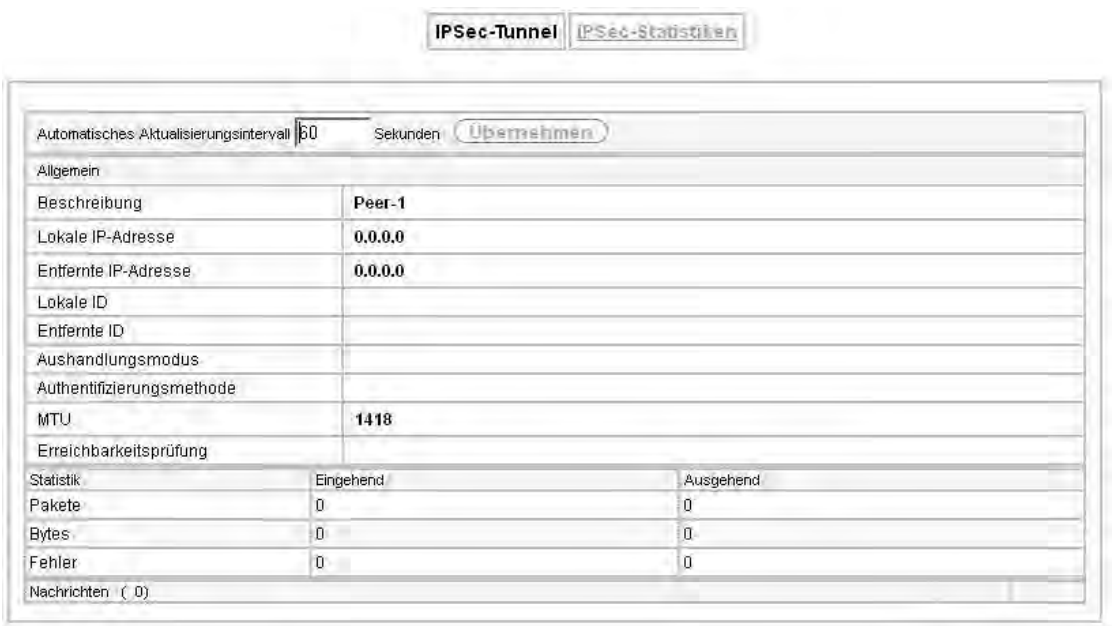 IPSec-Tunnel IPSec-Statistiken
Automatisches Aktualisierungsintervall 60 Sekunden Übernehmen
Allgemein
Beschreibung Peer-1
Lokale IP-Adresse 0.0.0.0
Entfernte IP-Adresse 0.0.0.0
Lokale ID
Entfernte ID
Aushandlungsmodus
Authentifizierungsmethode
MTU 1418
Erreichbarkeitsprüfung
Statistik Eingehend Ausgehend
Pakete 0 0
Bytes 0 0
Fehler 0 0
Nachrichten ( 0)